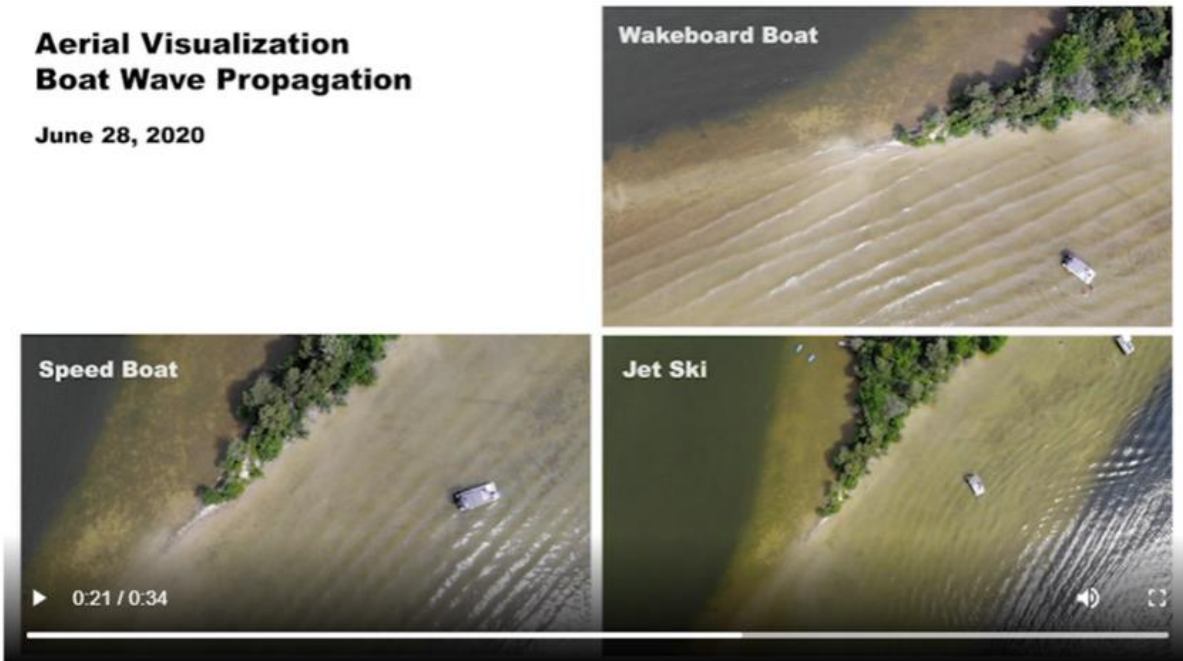 Aerial Visualization
Boat Wave Propagation
June 28, 2020
Wakeboard Boat
Speed Boat
Jet Ski
0:21 / 0:34